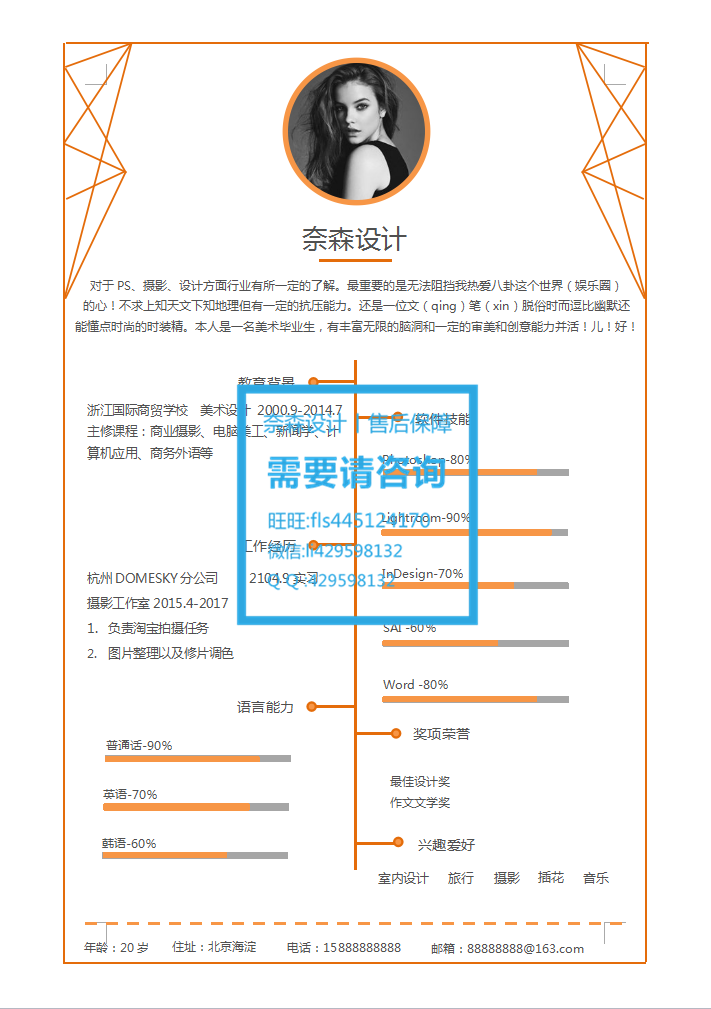 奈森设计
对于 PS、摄影、设计方面行业有所一定的了解。最重要的是无法阻挡我热爱八卦这个世界（娱乐圈）
的心！不求上知天文下知地理但有一定的抗压能力。还是一位文（qing）笔（xin）脱俗时而逗比幽默还
能懂点时尚的时装精。本人是一名美术毕业生，有丰富无限的脑洞和一定的审美和创意能力并活！儿！好！
教育背景
浙江国际商贸学校 美术设计 2000.9-2014.7
主修课程：商业摄影、电脑美工、新闻学、计
算机应用、商务外语等
工作经历
杭州 DOMESKY 分公司 2104.9 实习
摄影工作室 2015.4-2017
1. 负责淘宝拍摄任务
2. 图片整理以及修片调色
语言能力
普通话-90%
英语-70%
韩语-60%
软件技能
Photoshop-80%
Lightroom-90%
InDesign-70%
SAI -60%
Word -80%
奖项荣誉
最佳设计奖
作文文学奖
兴趣爱好
室内设计 旅行 摄影 插花 音乐
奈森设计丨售后保障
需要请咨询
旺旺:fls445124170
微信:fl429598132
Q Q :429598132
年龄：20 岁 住址：北京海淀 电话：15888888888 邮箱：88888888@163.com